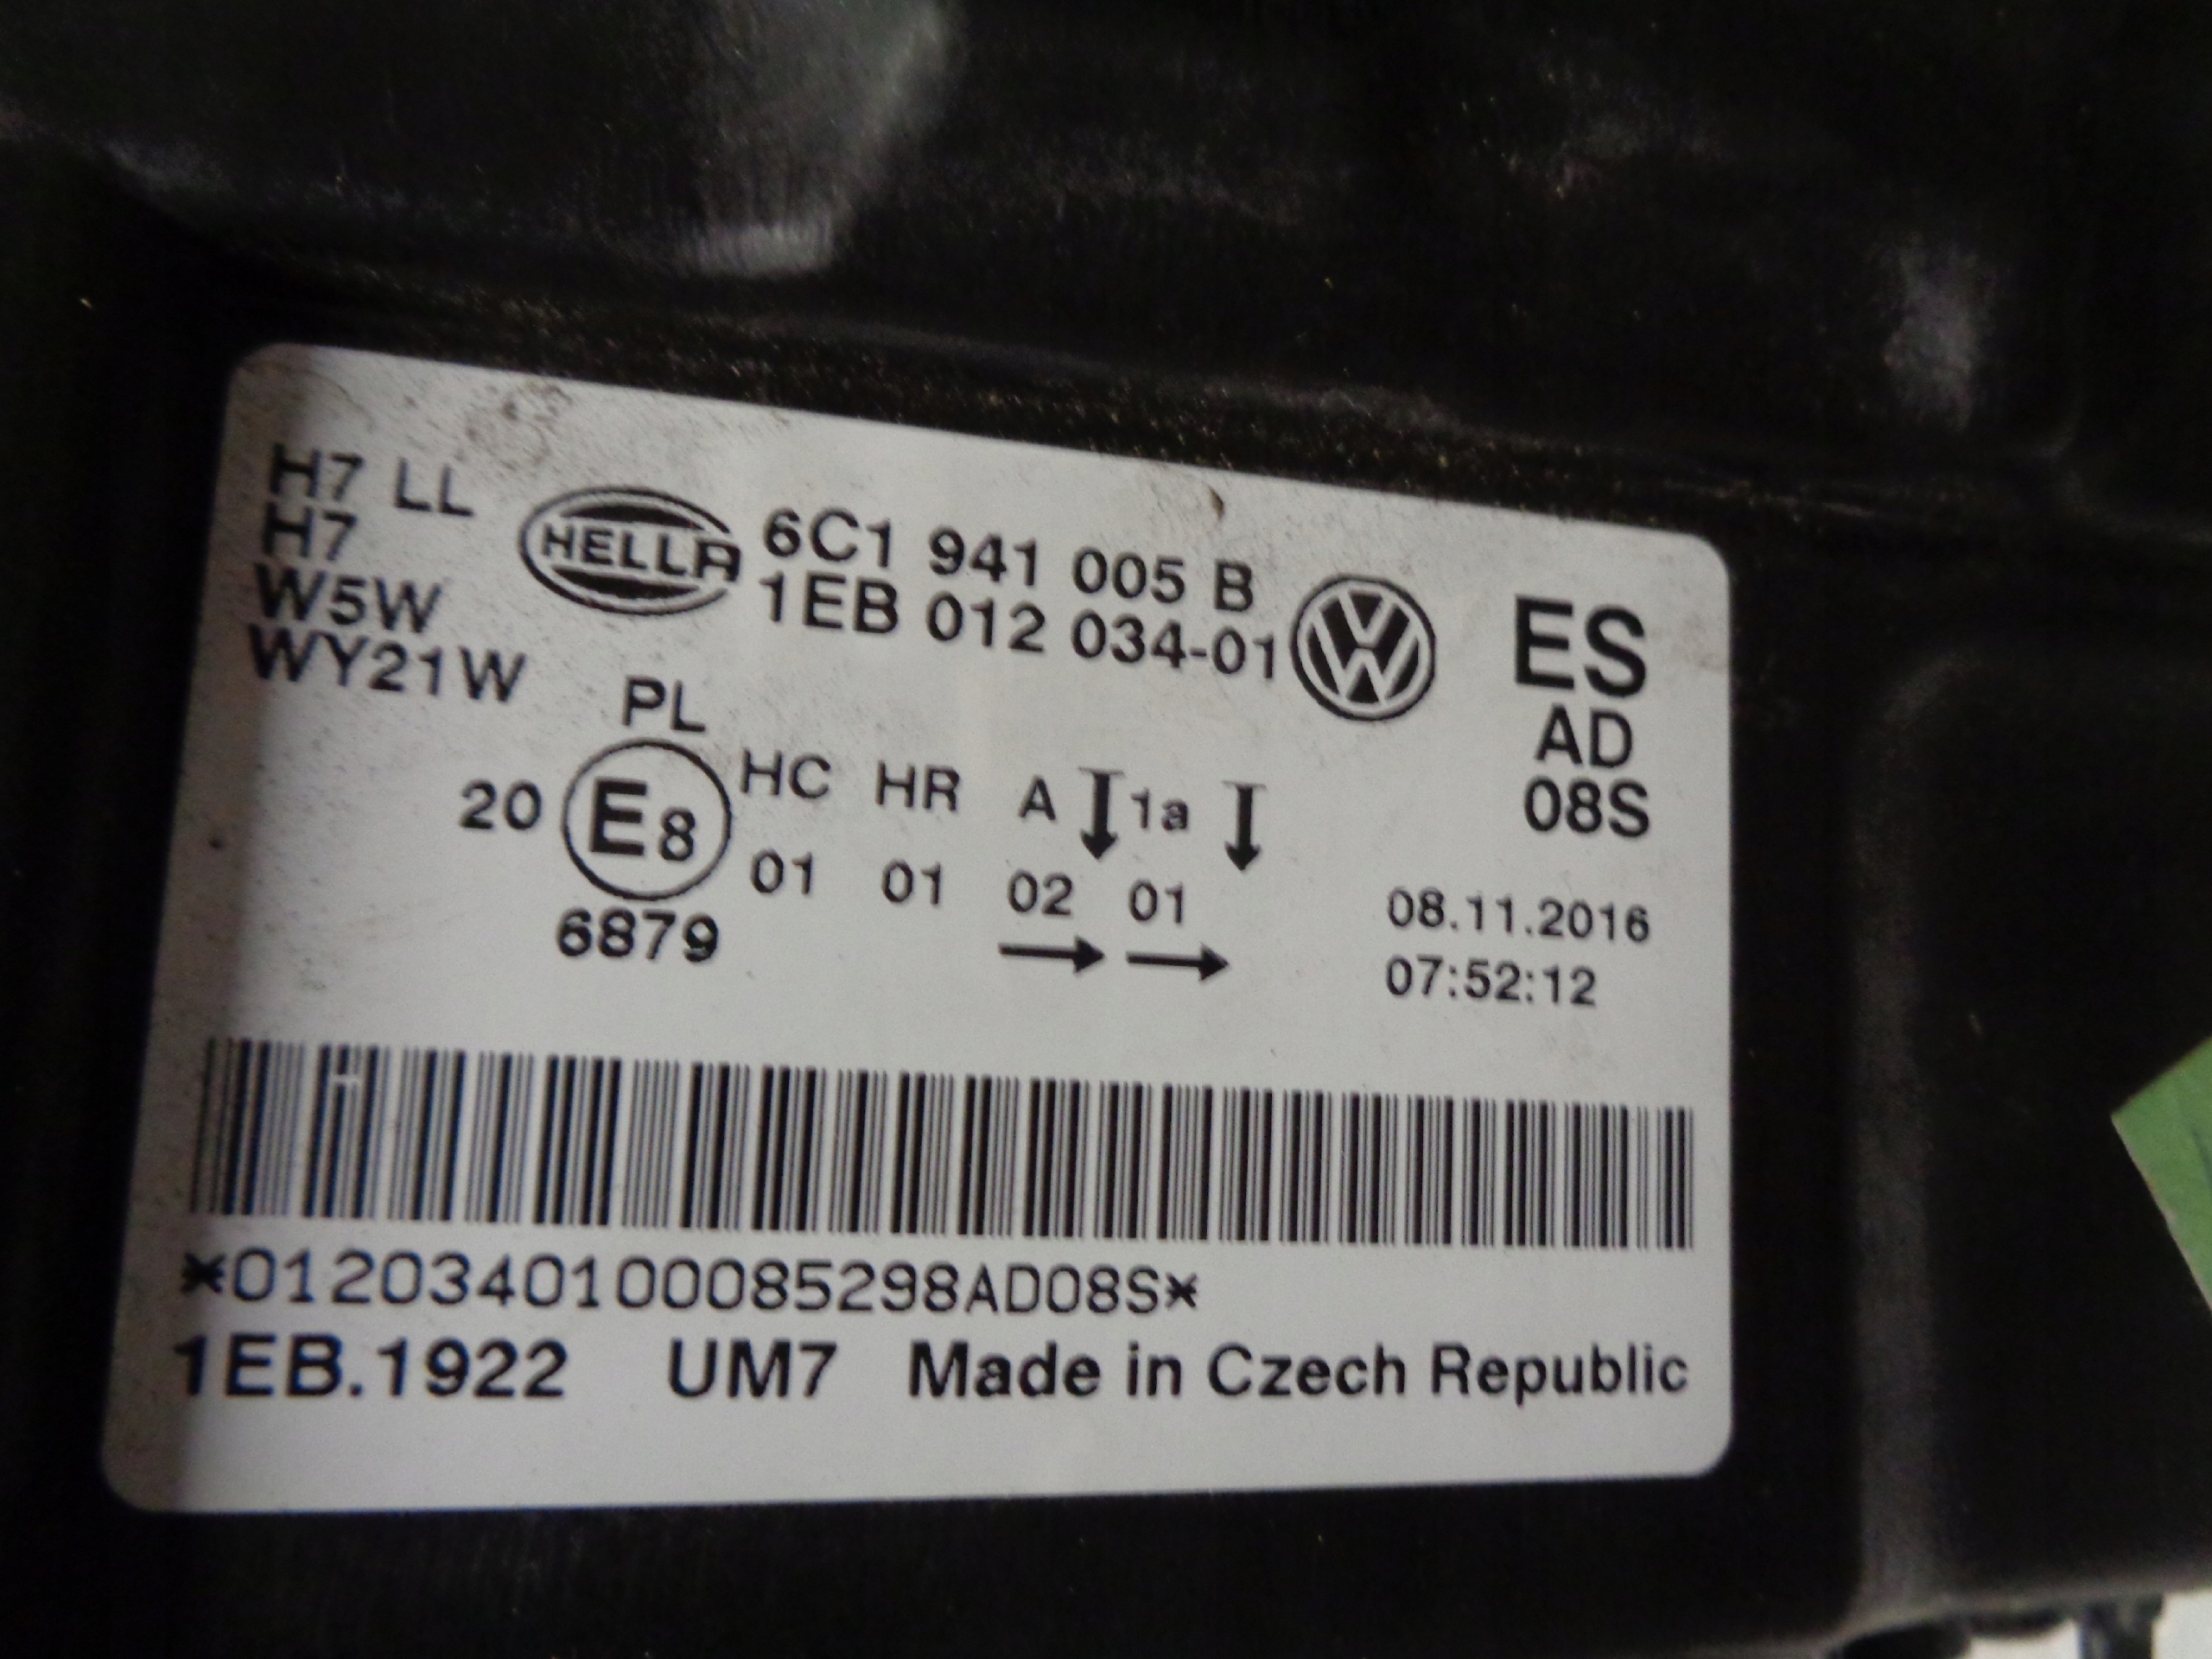 H7 LL
H7
W5W
WY21W
HELLA
6C1 941 005 B
1EB 012 034-01
VW
ES
AD
08S
PL
20 E8 HC HR A 1a
01 01 02 01
6879
08.11.2016
07:52:12
*0120340100085298AD08S*
1EB.1922 UM7 Made in Czech Republic